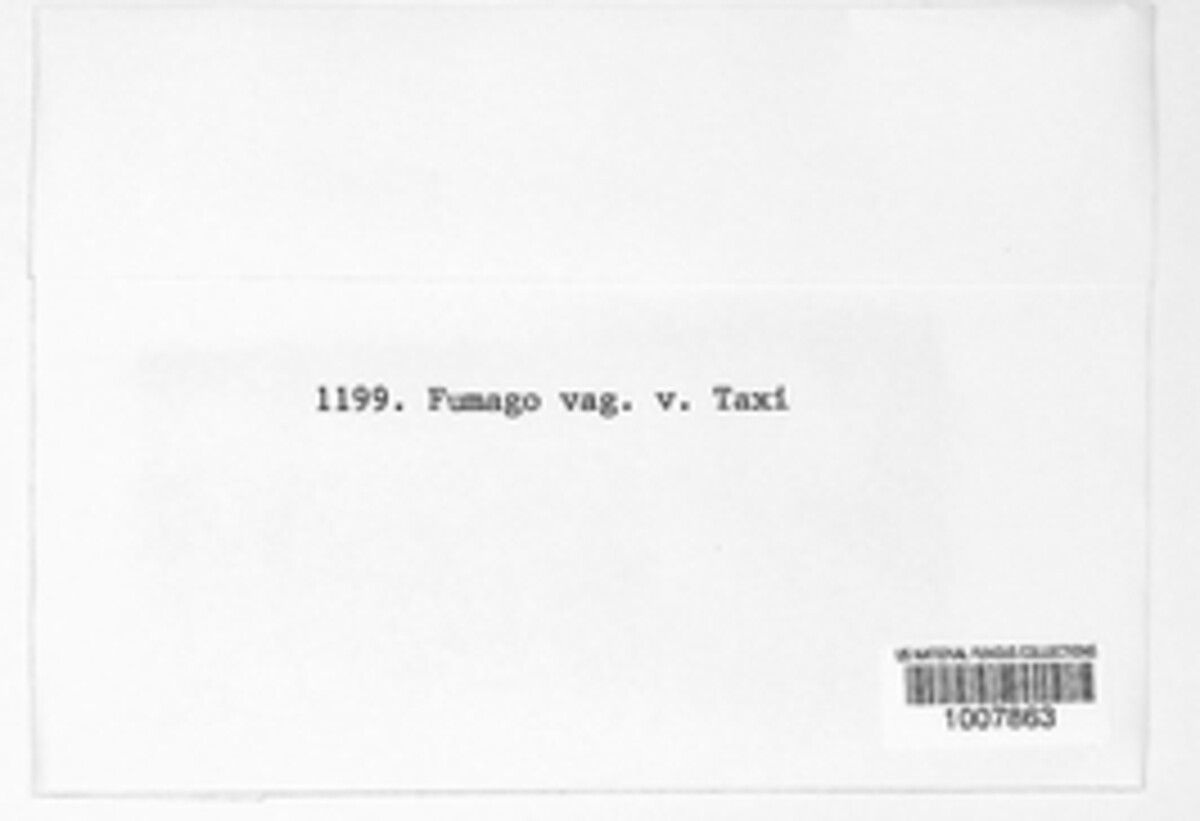 1199. Fumago vag. v. Taxi
US NATIONAL FUNGUS COLLECTIONS
1007863